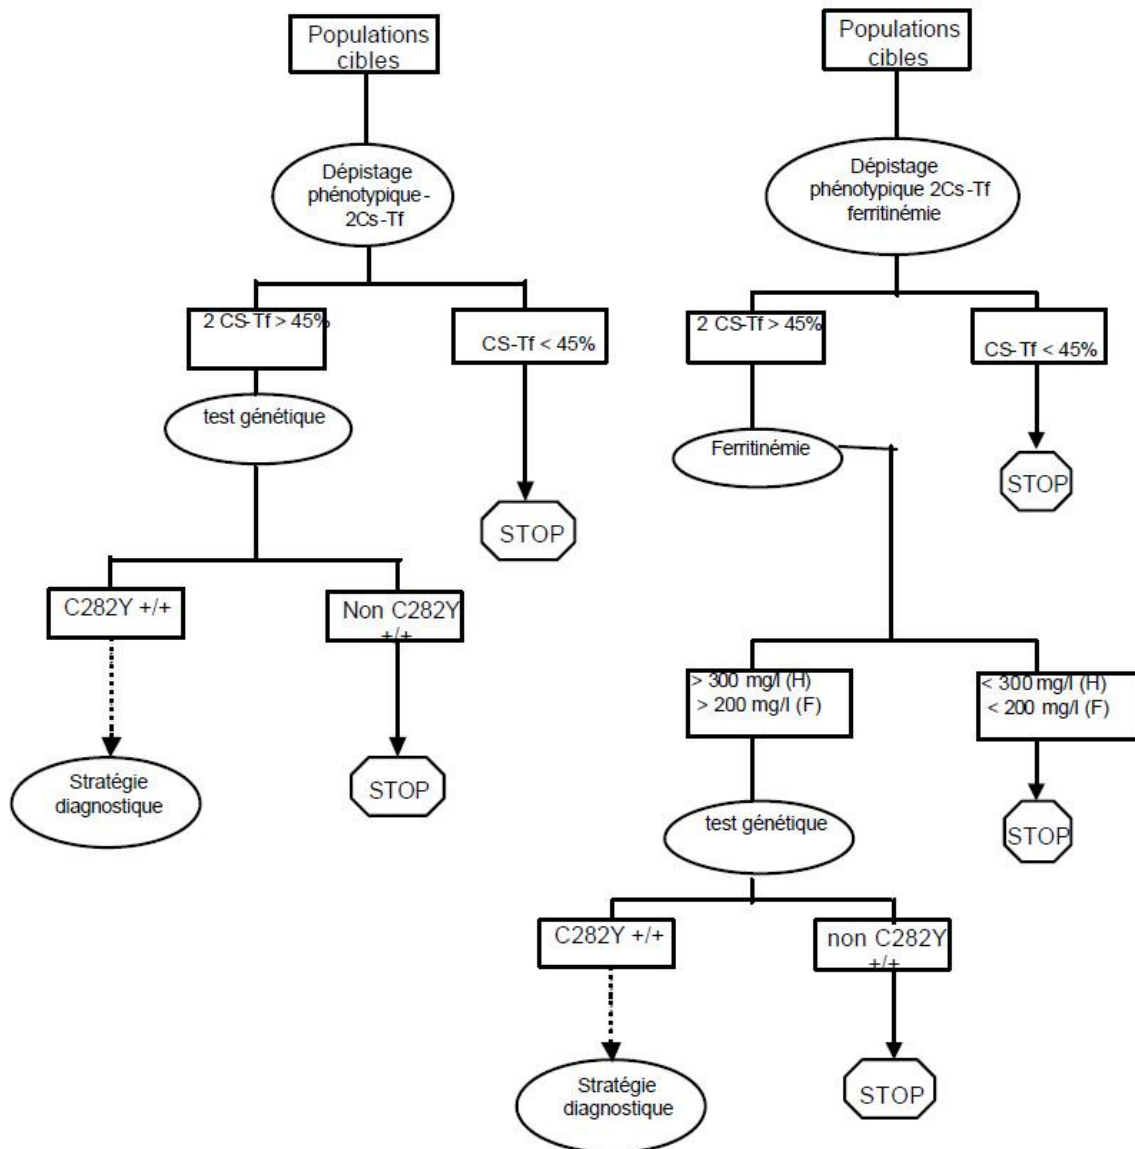 Populations
cibles
Dépistage
phénotypique-
2Cs-Tf
2 CS-Tf > 45%
CS-Tf < 45%
test génétique
STOP
C282Y +/+
Non C282Y
+/+
Stratégie
diagnostique
STOP
Populations
cibles
Dépistage
phénotypique 2Cs-Tf
ferritinémie
2 CS-Tf > 45%
CS-Tf < 45%
Ferritinémie
STOP
> 300 mg/l (H)
> 200 mg/l (F)
< 300 mg/l (H)
< 200 mg/l (F)
test génétique
STOP
C282Y +/+
non C282Y
+/+
Stratégie
diagnostique
STOP